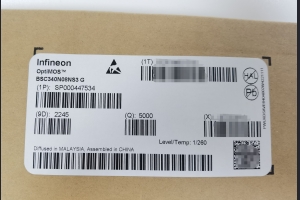 Infineon
OptiMOS™
BSC340N08NS3 G
(1P) SP000447534
(1T)
(9D) 2245
(Q): 5000
(X):
Level/Temp: 1/260
Diffused in MALAYSIA, Assembled in CHINA